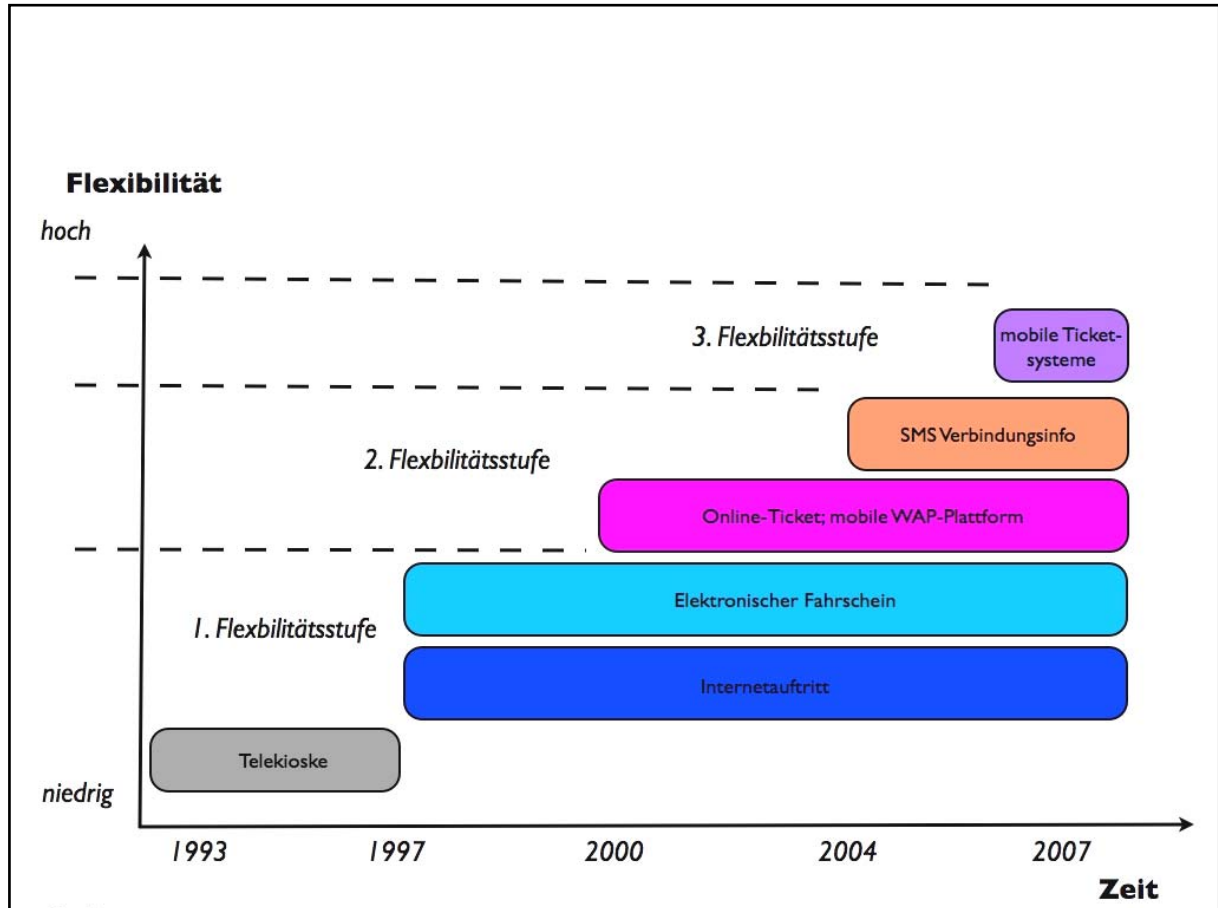 Flexibilität
hoch
3. Flexbilitätsstufe
mobile Ticket-
systeme
SMS Verbindungsinfo
2. Flexbilitätsstufe
Online-Ticket; mobile WAP-Plattform
Elektronischer Fahrschein
1. Flexbilitätsstufe
Internetauftritt
Telekioske
niedrig
1993 1997 2000 2004 2007
Zeit